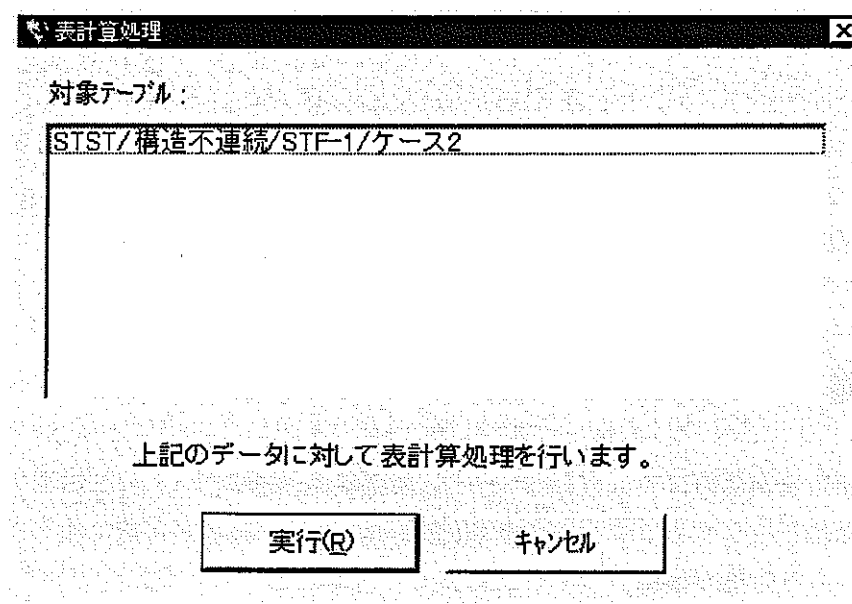 表計算処理
対象テーブル :
STST/構造不連続/STF-1/ケース2
上記のデータに対して表計算処理を行います。
実行(R)
キャンセル